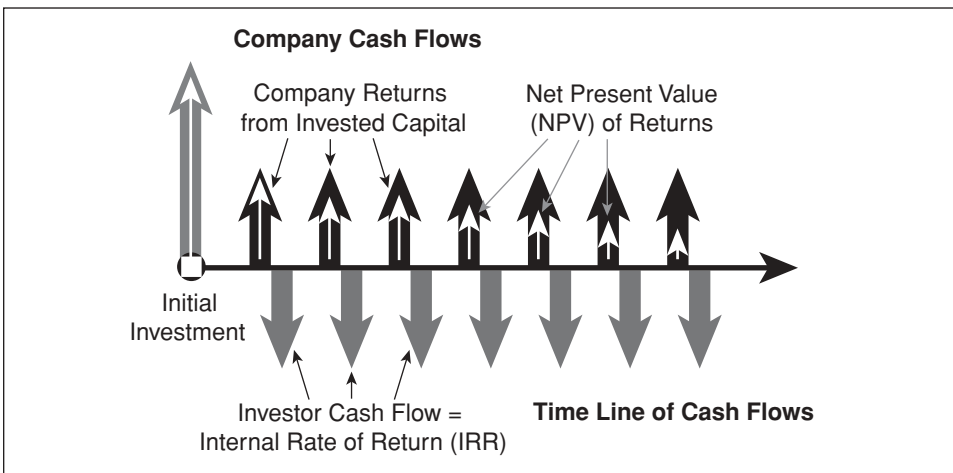 Company Cash Flows
Company Returns
from Invested Capital
Net Present Value
(NPV) of Returns
Initial
Investment
Investor Cash Flow =
Internal Rate of Return (IRR)
Time Line of Cash Flows